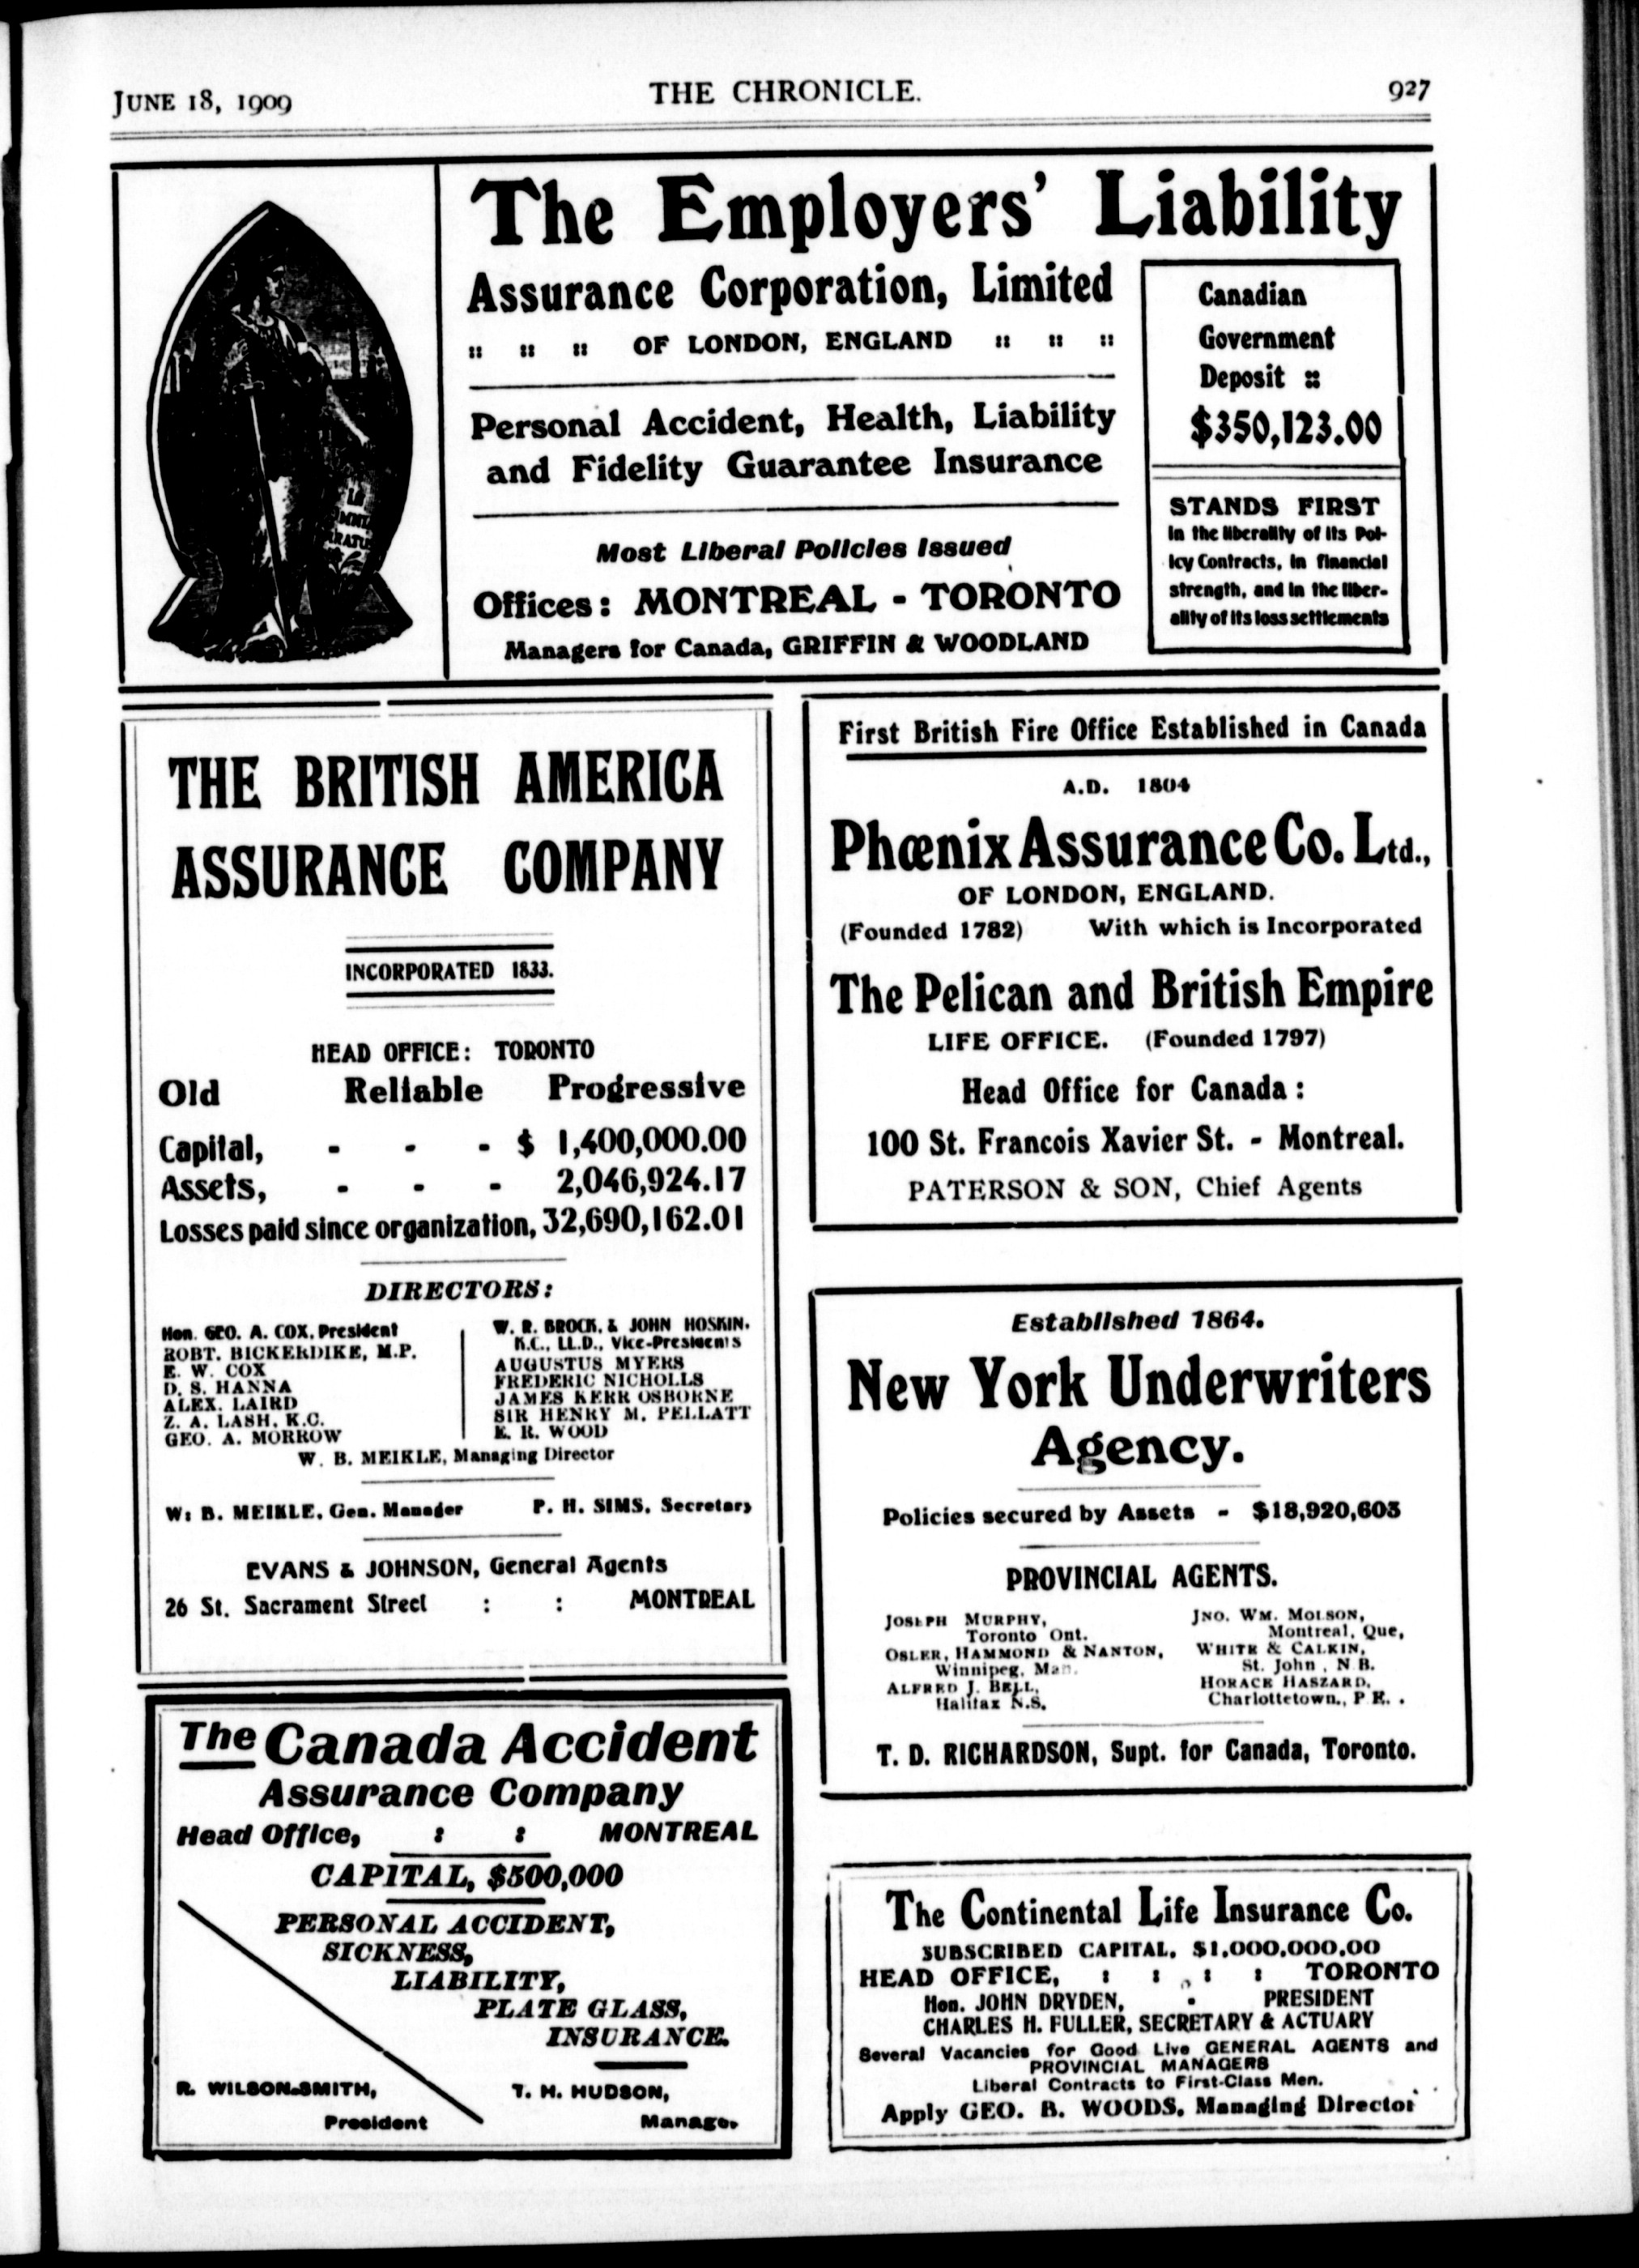 JUNE 18, 1909
THE CHRONICLE.
927
The Employers' Liability
Assurance Corporation, Limited
:: :: :: OF LONDON, ENGLAND :: :: ::
Personal Accident, Health, Liability
and Fidelity Guarantee Insurance
Most Liberal Policies Issued
Offices: MONTREAL - TORONTO
Managers for Canada, GRIFFIN & WOODLAND
Canadian
Government
Deposit ::
$350,123.00
STANDS FIRST
in the liberality of its Pol-
icy Contracts, in financial
strength, and in the liber-
ality of its loss settlements
THE BRITISH AMERICA
ASSURANCE COMPANY
INCORPORATED 1833.
HEAD OFFICE: TORONTO
Old Reliable Progressive
Capital, - - - $ 1,400,000.00
Assets, - - - 2,046,924.17
Losses paid since organization, 32,690,162.01
DIRECTORS:
Hon. GEO. A. COX, President
ROBT. BICKERDIKE, M.P.
E. W. COX
D. S. HANNA
ALEX. LAIRD
Z. A. LASH, K.C.
GEO. A. MORROW
W. R. BROCK, & JOHN HOSKIN,
K.C., LL.D., Vice-Presidents
AUGUSTUS MYERS
FREDERIC NICHOLLS
JAMES KERR OSBORNE
SIR HENRY M. PELLATT
E. R. WOOD
W. B. MEIKLE, Managing Director
W. B. MEIKLE, Gen. Manager P. H. SIMS, Secretary
EVANS & JOHNSON, General Agents
26 St. Sacrament Street : : MONTREAL
The Canada Accident
Assurance Company
Head Office, : : MONTREAL
CAPITAL, $500,000
PERSONAL ACCIDENT,
SICKNESS,
LIABILITY,
PLATE GLASS,
INSURANCE.
R. WILSON-SMITH,
President
T. H. HUDSON,
Manager
First British Fire Office Established in Canada
A.D. 1804
Phœnix Assurance Co. Ltd.,
OF LONDON, ENGLAND.
(Founded 1782) With which is Incorporated
The Pelican and British Empire
LIFE OFFICE. (Founded 1797)
Head Office for Canada:
100 St. Francois Xavier St. - Montreal.
PATERSON & SON, Chief Agents
Established 1864.
New York Underwriters
Agency.
Policies secured by Assets - $18,920,603
PROVINCIAL AGENTS.
JOSEPH MURPHY,
Toronto Ont.
OSLER, HAMMOND & NANTON,
Winnipeg, Man.
ALFRED J. BELL,
Halifax N.S.
JNO. WM. MOLSON,
Montreal, Que,
WHITE & CALKIN,
St. John, N B.
HORACE HASZARD,
Charlottetown., P E. .
T. D. RICHARDSON, Supt. for Canada, Toronto.
The Continental Life Insurance Co.
SUBSCRIBED CAPITAL, $1,000,000.00
HEAD OFFICE, : : : : TORONTO
Hon. JOHN DRYDEN, - PRESIDENT
CHARLES H. FULLER, SECRETARY & ACTUARY
Several Vacancies for Good Live GENERAL AGENTS and
PROVINCIAL MANAGERS
Liberal Contracts to First-Class Men.
Apply GEO. B. WOODS, Managing Director